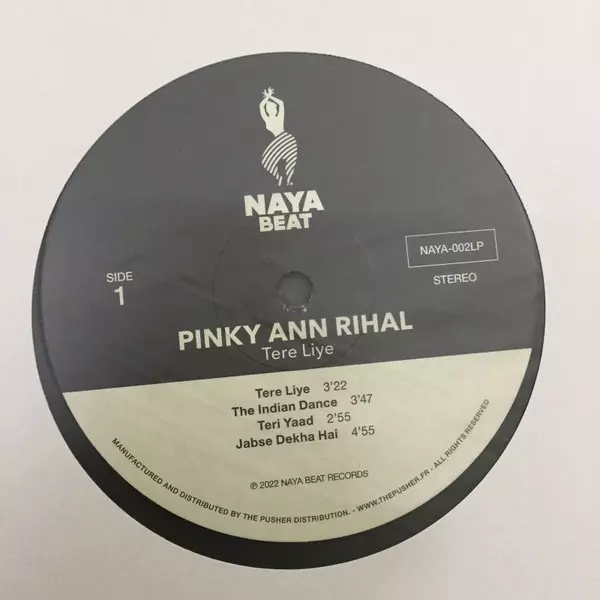 NAYA
BEAT
NAYA-002LP
SIDE
1
STEREO
PINKY ANN RIHAL
Tere Liye
Tere Liye 3'22
The Indian Dance 3'47
Teri Yaad 2'55
Jabse Dekha Hai 4'55
℗ 2022 NAYA BEAT RECORDS
MANUFACTURED AND DISTRIBUTED BY THE PUSHER DISTRIBUTION. - WWW.THEPUSHER.FR - ALL RIGHTS RESERVED